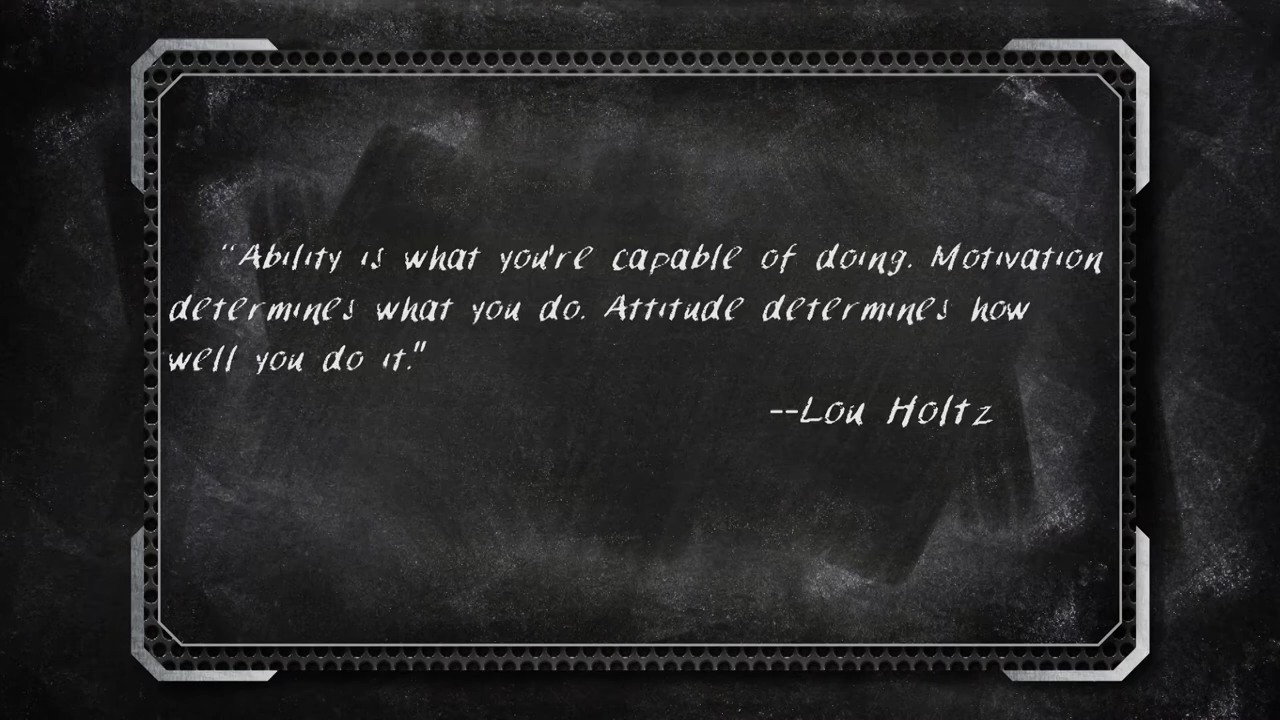 “Ability is what you're capable of doing. Motivation
determines what you do. Attitude determines how
well you do it."
--Lou Holtz